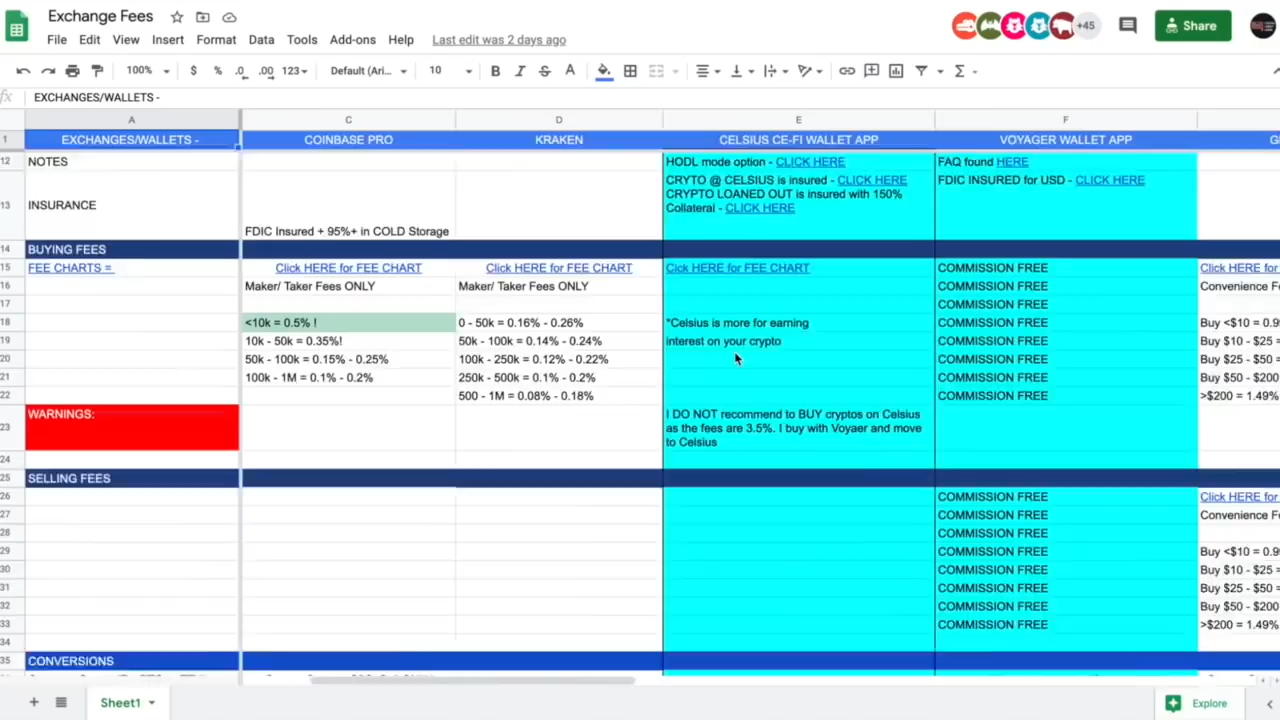 Exchange Fees
File Edit View Insert Format Data Tools Add-ons Help Last edit was 2 days ago
+45
Share
100% $ % .0 .00 123 Default (Ari... 10 B I S A
fx EXCHANGES/WALLETS -
A C D E F
1 EXCHANGES/WALLETS - COINBASE PRO KRAKEN CELSIUS CE-FI WALLET APP VOYAGER WALLET APP G
12 NOTES HODL mode option - CLICK HERE FAQ found HERE
CRYTO @ CELSIUS is insured - CLICK HERE FDIC INSURED for USD - CLICK HERE
CRYPTO LOANED OUT is insured with 150%
13 INSURANCE Collateral - CLICK HERE
FDIC Insured + 95%+ in COLD Storage
14 BUYING FEES
15 FEE CHARTS = Click HERE for FEE CHART Click HERE for FEE CHART Cick HERE for FEE CHART COMMISSION FREE Click HERE for
16 Maker/ Taker Fees ONLY Maker/ Taker Fees ONLY COMMISSION FREE Convenience Fe
17 COMMISSION FREE
18 <10k = 0.5% ! 0 - 50k = 0.16% - 0.26% *Celsius is more for earning COMMISSION FREE Buy <$10 = 0.9
19 10k - 50k = 0.35%! 50k - 100k = 0.14% - 0.24% interest on your crypto COMMISSION FREE Buy $10 - $25 =
20 50k - 100k = 0.15% - 0.25% 100k - 250k = 0.12% - 0.22% COMMISSION FREE Buy $25 - $50 =
21 100k - 1M = 0.1% - 0.2% 250k - 500k = 0.1% - 0.2% COMMISSION FREE Buy $50 - $200
22 500 - 1M = 0.08% - 0.18% COMMISSION FREE >$200 = 1.49%
WARNINGS: I DO NOT recommend to BUY cryptos on Celsius
23 as the fees are 3.5%. I buy with Voyaer and move
to Celsius
24
25 SELLING FEES
26 COMMISSION FREE Click HERE for
27 COMMISSION FREE Convenience Fe
28 COMMISSION FREE
29 COMMISSION FREE Buy <$10 = 0.9
30 COMMISSION FREE Buy $10 - $25 =
31 COMMISSION FREE Buy $25 - $50 =
32 COMMISSION FREE Buy $50 - $200
33 COMMISSION FREE >$200 = 1.49%
34
35 CONVERSIONS
Sheet1 Explore